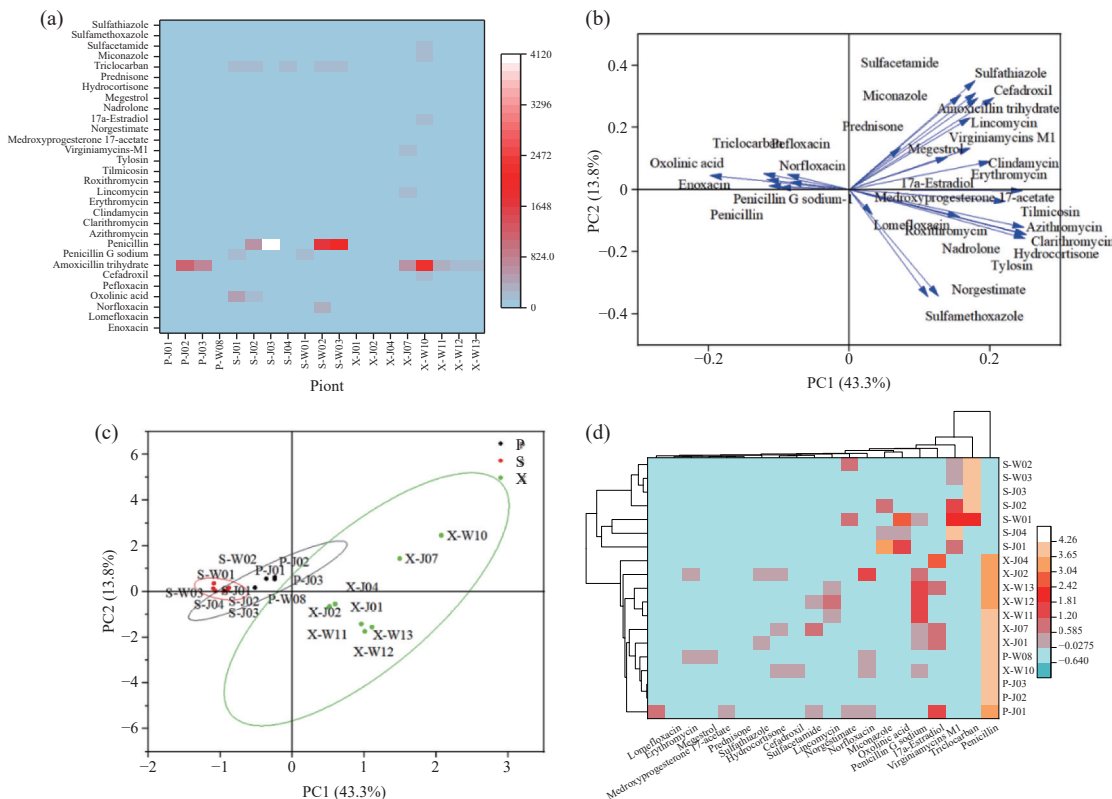 (a)
Sulfathiazole
Sulfamethoxazole
Sulfacetamide
Miconazole
Triclocarban
Prednisone
Hydrocortisone
Megestrol
Nadrolone
17a-Estradiol
Norgestimate
Medroxyprogesterone 17-acetate
Virginiamycins-M1
Tylosin
Tilmicosin
Roxithromycin
Lincomycin
Erythromycin
Clindamycin
Clarithromycin
Azithromycin
Penicillin
Penicillin G sodium
Amoxicillin trihydrate
Cefadroxil
Pefloxacin
Oxolinic acid
Norfloxacin
Lomefloxacin
Enoxacin
P-J01
P-J02
P-J03
P-W08
S-J01
S-J02
S-J03
S-J04
S-W01
S-W02
S-W03
X-J01
X-J02
X-J04
X-J07
X-W10
X-W11
X-W12
X-W13
Piont
4120
3296
2472
1648
824.0
0
(b)
PC2 (13.8%)
0.4
0.2
0
−0.2
−0.4
−0.2
0
0.2
PC1 (43.3%)
Sulfacetamide
Sulfathiazole
Miconazole
Cefadroxil
Amoxicillin trihydrate
Prednisone
Lincomycin
Virginiamycins M1
Triclocarban
Pefloxacin
Megestrol
Oxolinic acid
Norfloxacin
Clindamycin
Erythromycin
Enoxacin
17a-Estradiol
Penicillin G sodium-1
Medroxyprogesterone 17-acetate
Penicillin
Tilmicosin
Lomefloxacin
Roxithromycin
Azithromycin
Clarithromycin
Nadrolone
Hydrocortisone
Tylosin
Norgestimate
Sulfamethoxazole
(c)
−2
−1
0
1
2
3
6
4
2
0
−2
−4
−6
PC2 (13.8%)
PC1 (43.3%)
P
S
X
X-W10
X-J07
S-W02
P-J02
P-J01
S-W01
P-J03
S-W03
S-J01
X-J04
S-J04
S-J02
P-W08
S-J03
X-J02
X-J01
X-W11
X-W13
X-W12
(d)
S-W02
S-W03
S-J03
S-J02
S-W01
S-J04
S-J01
X-J04
X-J02
X-W13
X-W12
X-W11
X-J07
X-J01
P-W08
X-W10
P-J03
P-J02
P-J01
4.26
3.65
3.04
2.42
1.81
1.20
0.585
−0.0275
−0.640
Lomefloxacin
Erythromycin
Megestrol
Medroxyprogesterone 17-acetate
Prednisone
Sulfathiazole
Hydrocortisone
Cefadroxil
Sulfacetamide
Lincomycin
Norgestimate
Norfloxacin
Miconazole
Oxolinic acid
Penicillin G sodium
17a-Estradiol
Virginiamycins M1
Triclocarban
Penicillin